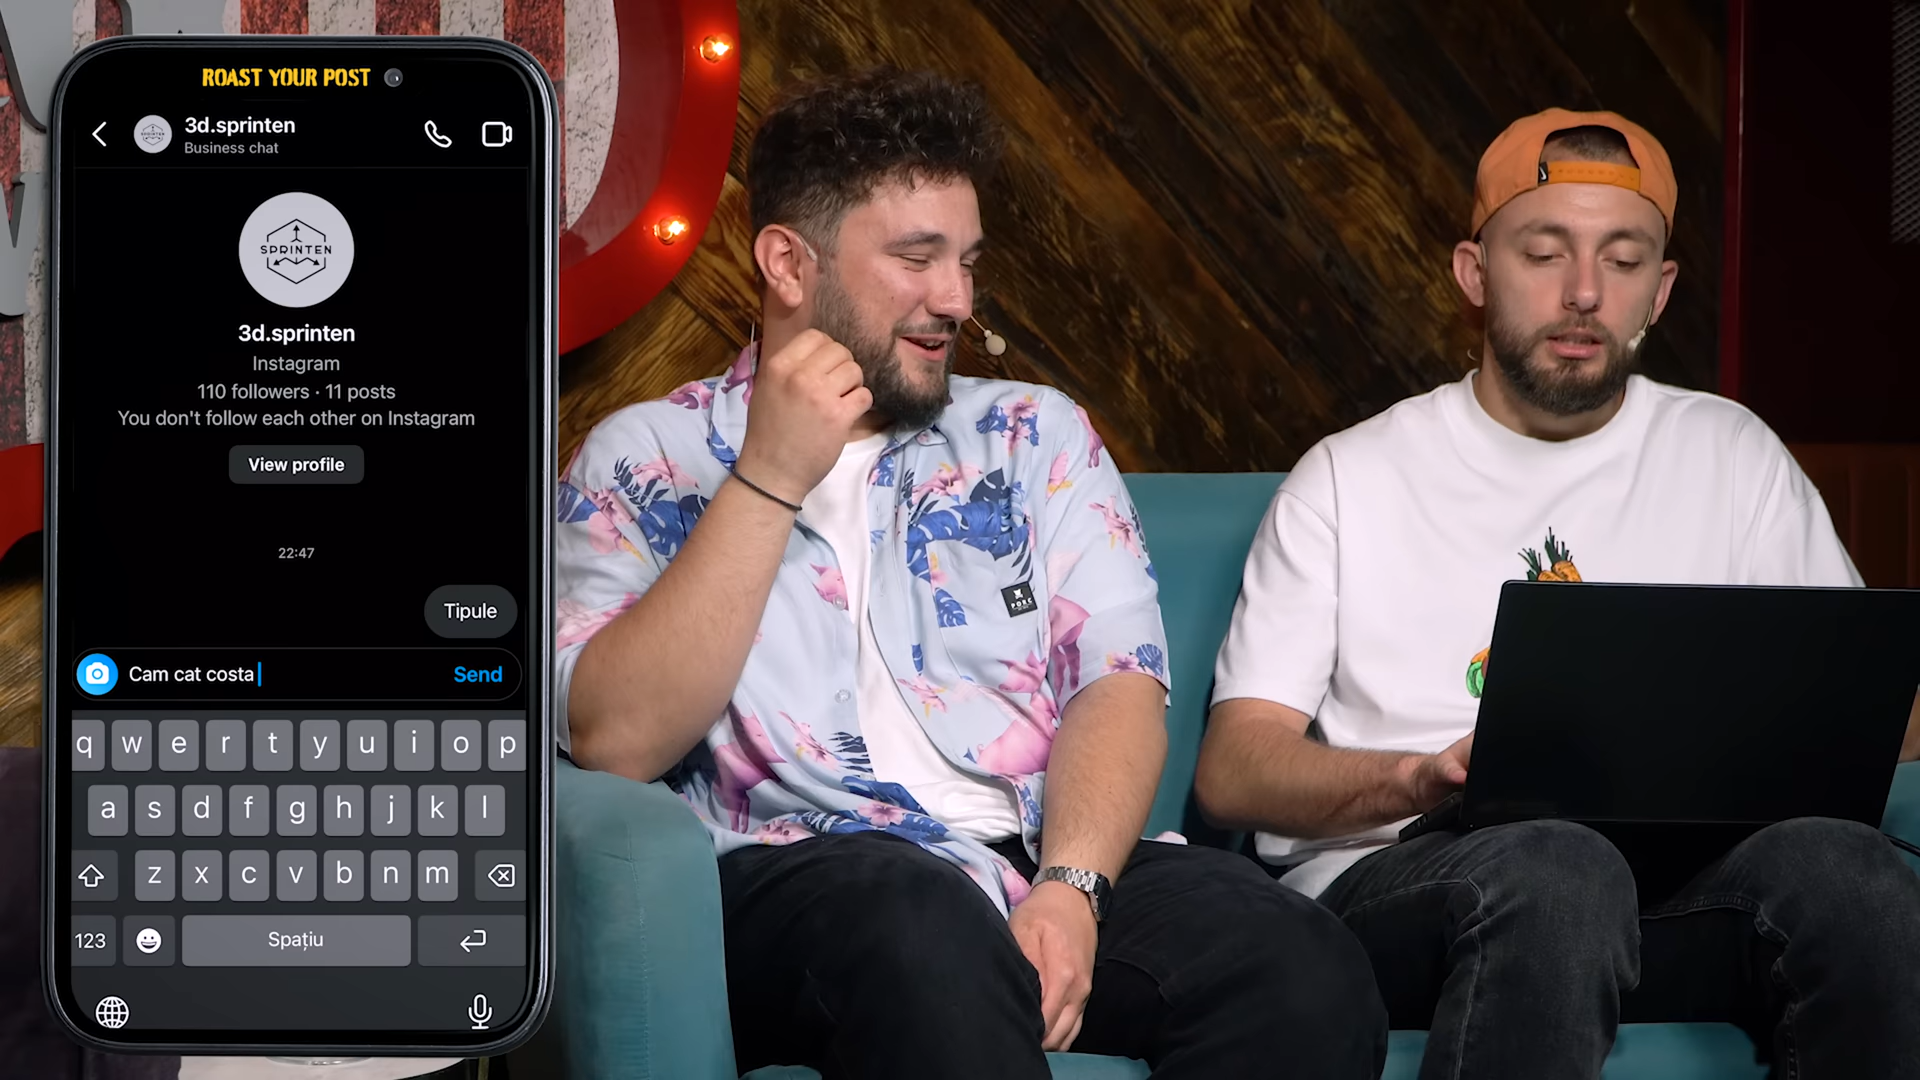 ROAST YOUR POST
3d.sprinten
Business chat
SPRINTEN
3d.sprinten
Instagram
110 followers · 11 posts
You don't follow each other on Instagram
View profile
22:47
Tipule
Cam cat costa
Send
q w e r t y u i o p
a s d f g h j k l
z x c v b n m
123
Spațiu
PORC